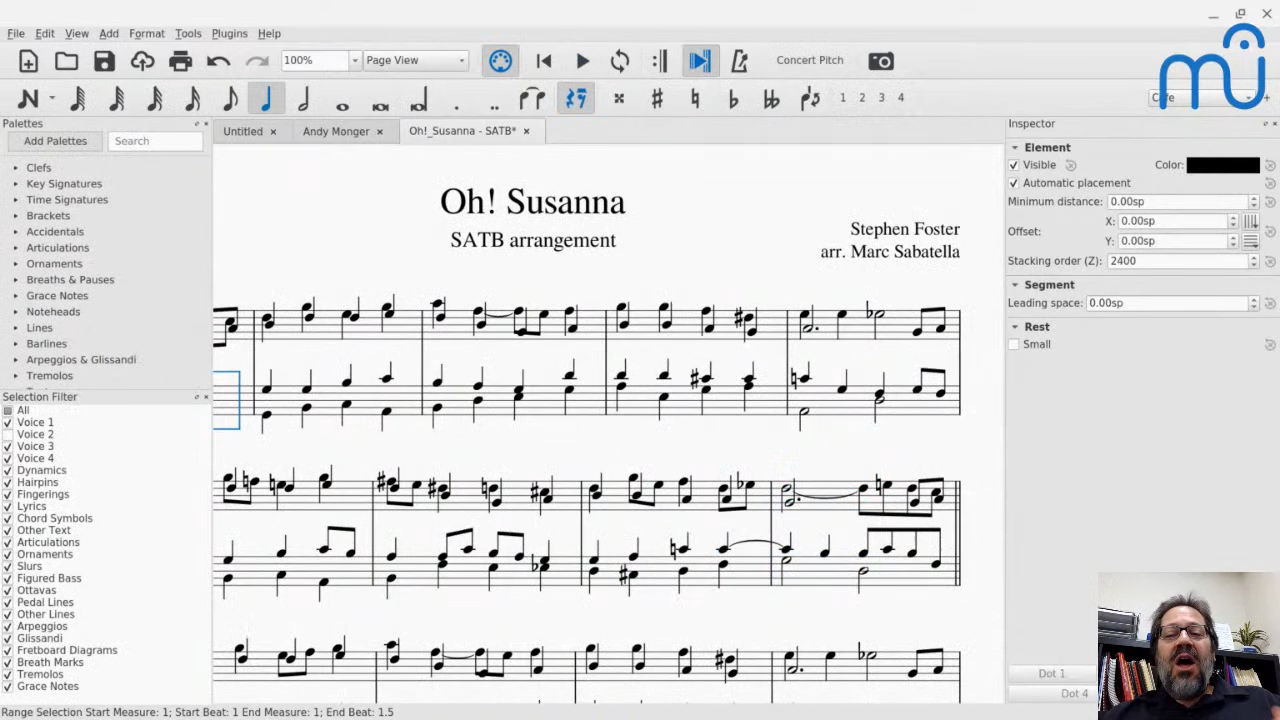 File Edit View Add Format Tools Plugins Help
100% Page View Concert Pitch
1 2 3 4
Palettes
Add Palettes Search
Clefs
Key Signatures
Time Signatures
Brackets
Accidentals
Articulations
Ornaments
Breaths & Pauses
Grace Notes
Noteheads
Lines
Barlines
Arpeggios & Glissandi
Tremolos
Selection Filter
All
Voice 1
Voice 2
Voice 3
Voice 4
Dynamics
Hairpins
Fingerings
Lyrics
Chord Symbols
Other Text
Articulations
Ornaments
Slurs
Figured Bass
Ottavas
Pedal Lines
Other Lines
Arpeggios
Glissandi
Fretboard Diagrams
Breath Marks
Tremolos
Grace Notes
Untitled Andy Monger Oh!_Susanna - SATB*
Oh! Susanna
SATB arrangement
Stephen Foster
arr. Marc Sabatella
Inspector
Element
Visible Color:
Automatic placement
Minimum distance: 0.00sp
Offset: X: 0.00sp
Y: 0.00sp
Stacking order (Z): 2400
Segment
Leading space: 0.00sp
Rest
Small
Dot 1
Dot 4
Range Selection Start Measure: 1; Start Beat: 1 End Measure: 1; End Beat: 1.5